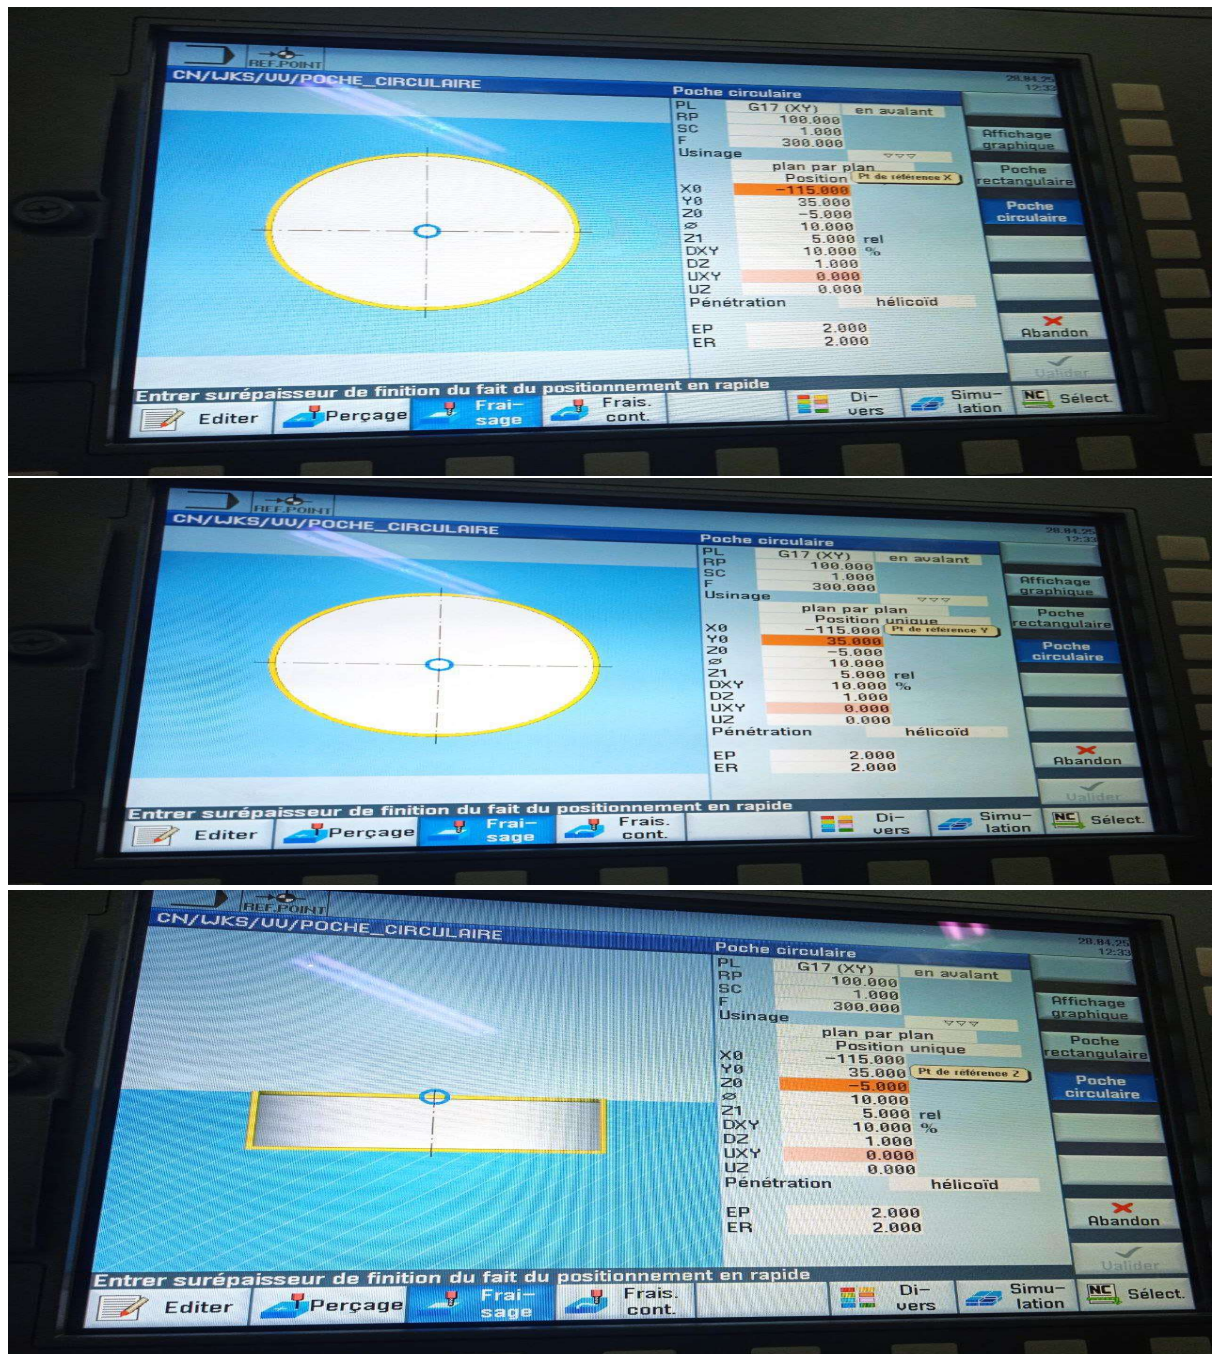 REF.POINT
CN/WKS/VV/POCHE_CIRCULAIRE
28.04.25
12:33
Poche circulaire
PL G17 (XY) en avalant
RP 100.000
SC 1.000
F 300.000
Usinage ▽▽▽
plan par plan
Position Pt de référence X
X0 -115.000
Y0 35.000
Z0 -5.000
Ø 10.000
Z1 5.000 rel
DXY 10.000 %
DZ 1.000
UXY 0.000
UZ 0.000
Pénétration hélicoïd
EP 2.000
ER 2.000
Affichage
graphique
Poche
rectangulaire
Poche
circulaire
Abandon
Valider
Entrer surépaisseur de finition du fait du positionnement en rapide
Editer Perçage Frai-
sage Frais.
cont. Di-
vers Simu-
lation NC Sélect.
REF.POINT
CN/WKS/VV/POCHE_CIRCULAIRE
28.04.25
12:33
Poche circulaire
PL G17 (XY) en avalant
RP 100.000
SC 1.000
F 300.000
Usinage ▽▽▽
plan par plan
Position unique
X0 -115.000 Pt de référence Y
Y0 35.000
Z0 -5.000
Ø 10.000
Z1 5.000 rel
DXY 10.000 %
DZ 1.000
UXY 0.000
UZ 0.000
Pénétration hélicoïd
EP 2.000
ER 2.000
Affichage
graphique
Poche
rectangulaire
Poche
circulaire
Abandon
Valider
Entrer surépaisseur de finition du fait du positionnement en rapide
Editer Perçage Frai-
sage Frais.
cont. Di-
vers Simu-
lation NC Sélect.
REF.POINT
CN/WKS/VV/POCHE_CIRCULAIRE
28.04.25
12:33
Poche circulaire
PL G17 (XY) en avalant
RP 100.000
SC 1.000
F 300.000
Usinage ▽▽▽
plan par plan
Position unique
X0 -115.000
Y0 35.000 Pt de référence Z
Z0 -5.000
Ø 10.000
Z1 5.000 rel
DXY 10.000 %
DZ 1.000
UXY 0.000
UZ 0.000
Pénétration hélicoïd
EP 2.000
ER 2.000
Affichage
graphique
Poche
rectangulaire
Poche
circulaire
Abandon
Valider
Entrer surépaisseur de finition du fait du positionnement en rapide
Editer Perçage Frai-
sage Frais.
cont. Di-
vers Simu-
lation NC Sélect.